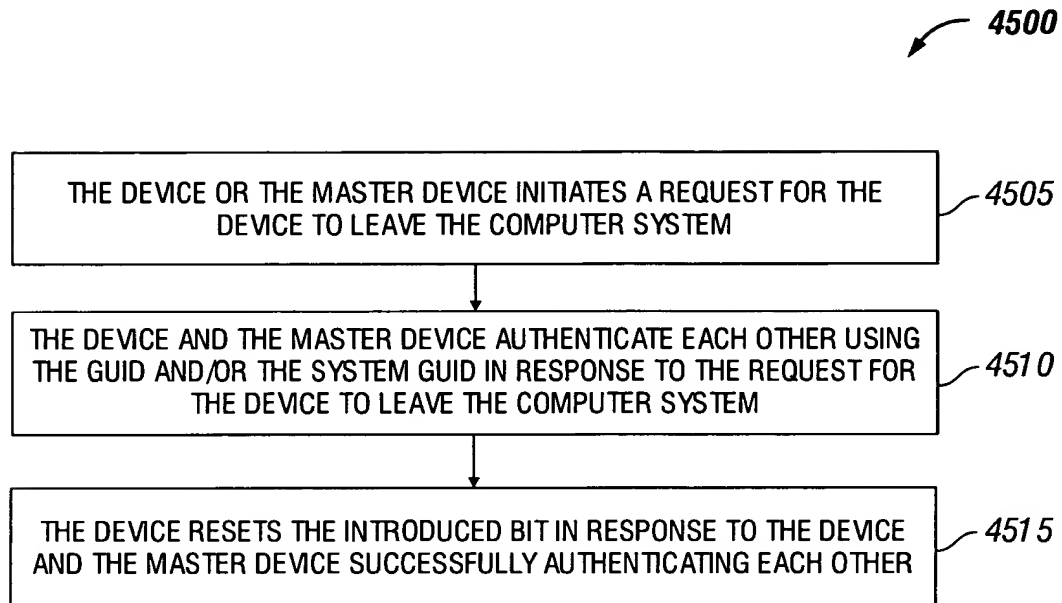 4500
THE DEVICE OR THE MASTER DEVICE INITIATES A REQUEST FOR THE
DEVICE TO LEAVE THE COMPUTER SYSTEM
4505
THE DEVICE AND THE MASTER DEVICE AUTHENTICATE EACH OTHER USING
THE GUID AND/OR THE SYSTEM GUID IN RESPONSE TO THE REQUEST FOR
THE DEVICE TO LEAVE THE COMPUTER SYSTEM
4510
THE DEVICE RESETS THE INTRODUCED BIT IN RESPONSE TO THE DEVICE
AND THE MASTER DEVICE SUCCESSFULLY AUTHENTICATING EACH OTHER
4515